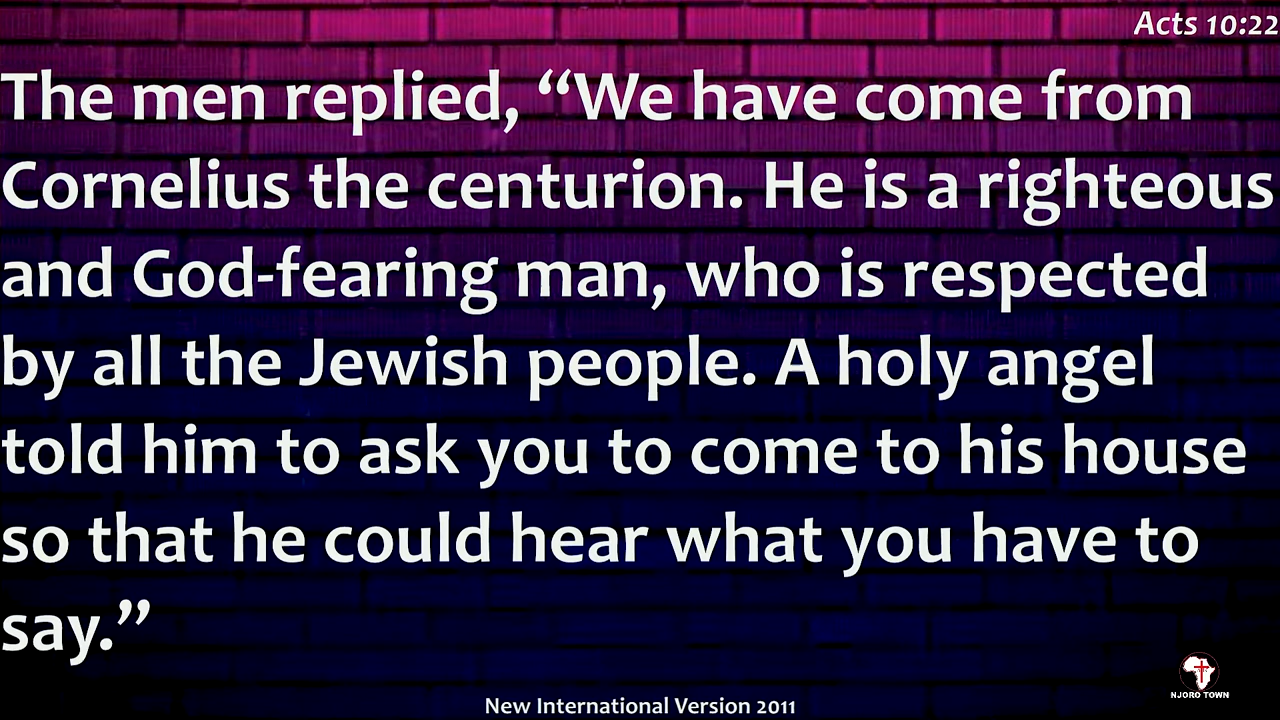 Acts 10:22
The men replied, “We have come from
Cornelius the centurion. He is a righteous
and God-fearing man, who is respected
by all the Jewish people. A holy angel
told him to ask you to come to his house
so that he could hear what you have to
say.”
NJORO TOWN
New International Version 2011